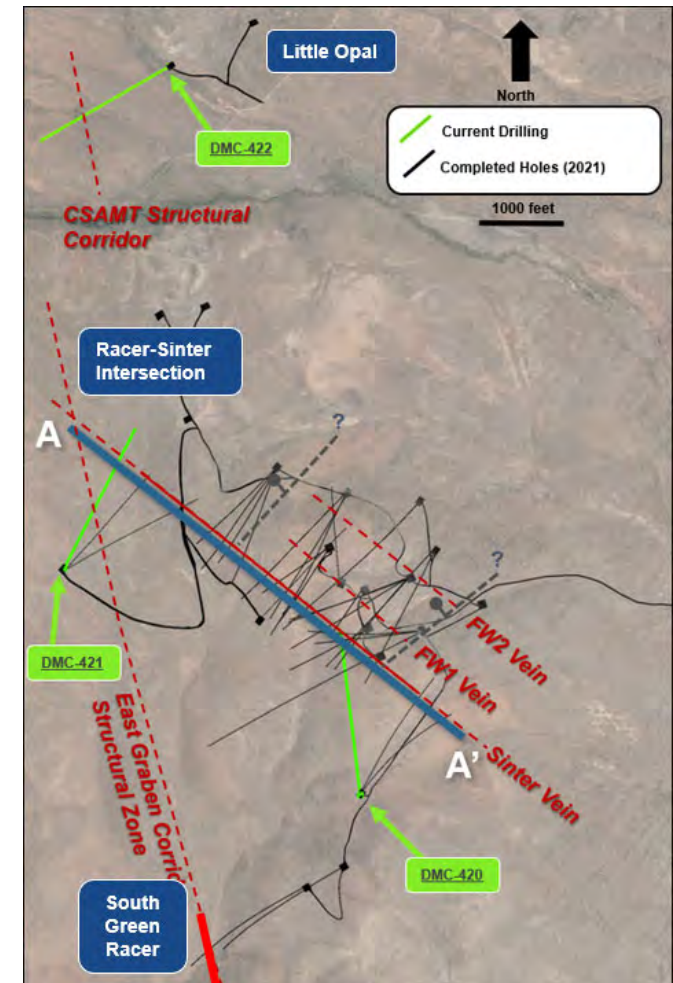 Little Opal
North
Current Drilling
Completed Holes (2021)
1000 feet
DMC-422
CSAMT Structural
Corridor
Racer-Sinter
Intersection
?
A
?
DMC-421
FW2 Vein
FW1 Vein
East Graben Corrid
Structural Zone
A’
Sinter Vein
DMC-420
South
Green
Racer